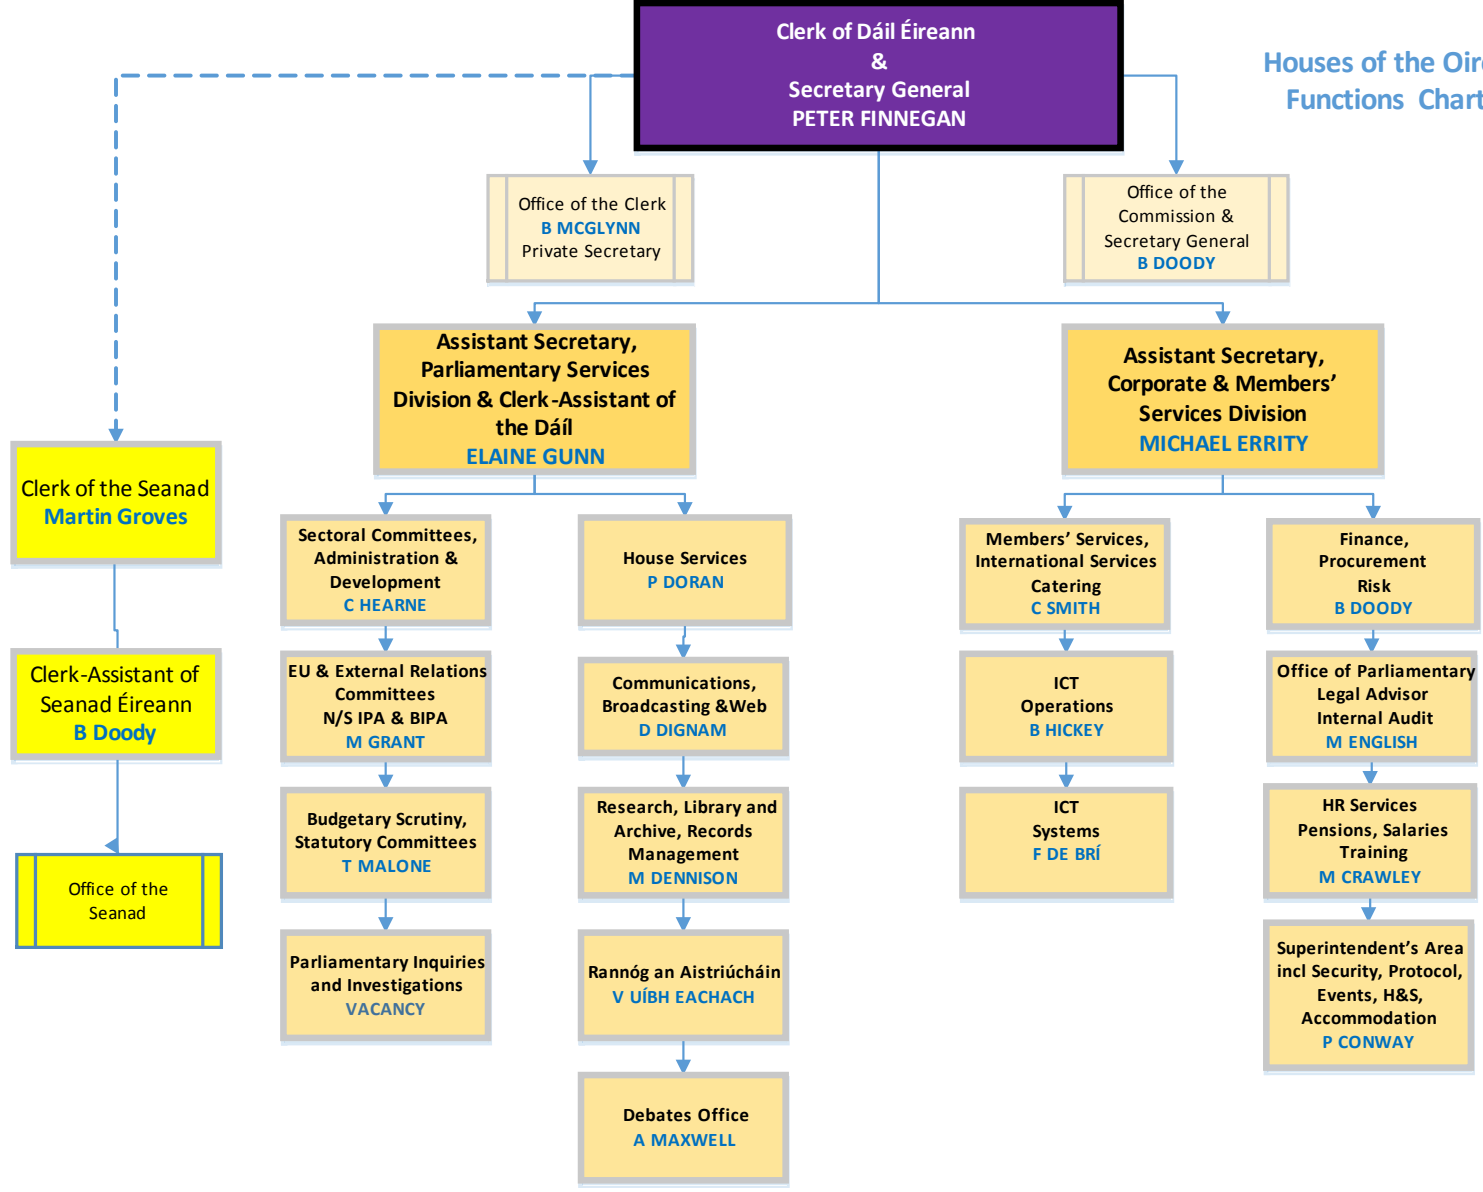 Clerk of Dáil Éireann
&
Secretary General
PETER FINNEGAN
Houses of the Oire
Functions Chart
Office of the Clerk
B MCGLYNN
Private Secretary
Office of the
Commission &
Secretary General
B DOODY
Assistant Secretary,
Parliamentary Services
Division & Clerk-Assistant of
the Dáíl
ELAINE GUNN
Assistant Secretary,
Corporate & Members’
Services Division
MICHAEL ERRITY
Clerk of the Seanad
Martin Groves
Clerk-Assistant of
Seanad Éireann
B Doody
Office of the
Seanad
Sectoral Committees,
Administration &
Development
C HEARNE
EU & External Relations
Committees
N/S IPA & BIPA
M GRANT
Budgetary Scrutiny,
Statutory Committees
T MALONE
Parliamentary Inquiries
and Investigations
VACANCY
House Services
P DORAN
Communications,
Broadcasting &Web
D DIGNAM
Research, Library and
Archive, Records
Management
M DENNISON
Rannóg an Aistriúcháin
V UÍBH EACHACH
Debates Office
A MAXWELL
Members’ Services,
International Services
Catering
C SMITH
ICT
Operations
B HICKEY
ICT
Systems
F DE BRÍ
Finance,
Procurement
Risk
B DOODY
Office of Parliamentary
Legal Advisor
Internal Audit
M ENGLISH
HR Services
Pensions, Salaries
Training
M CRAWLEY
Superintendent’s Area
incl Security, Protocol,
Events, H&S,
Accommodation
P CONWAY